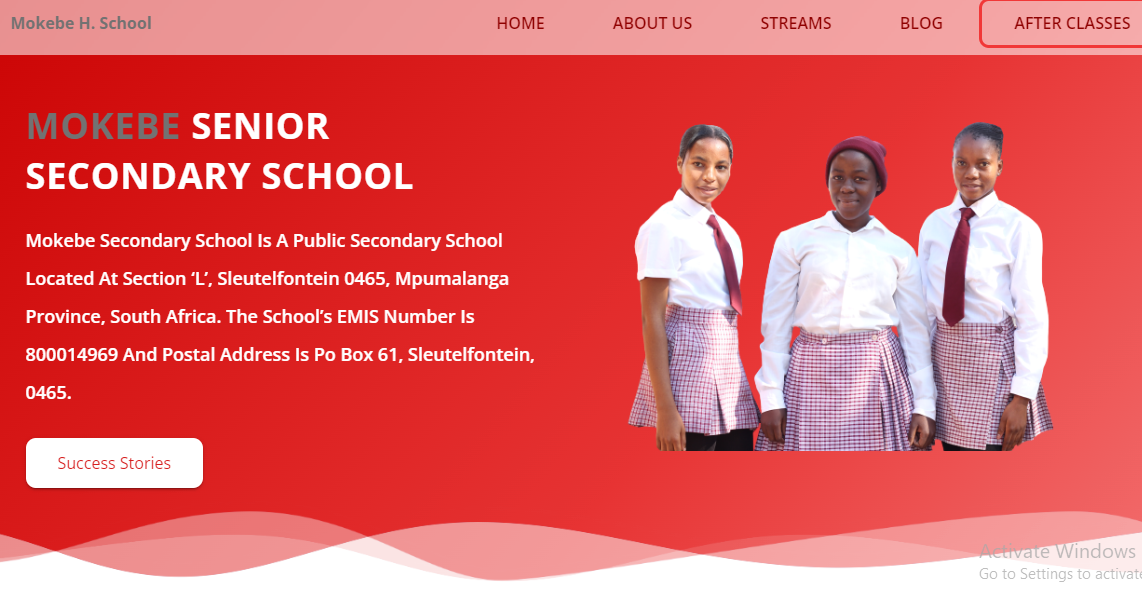 Mokebe H. School
HOME ABOUT US STREAMS BLOG AFTER CLASSES
MOKEBE SENIOR
SECONDARY SCHOOL
Mokebe Secondary School Is A Public Secondary School
Located At Section ‘L’, Sleutelfontein 0465, Mpumalanga
Province, South Africa. The School’s EMIS Number Is
800014969 And Postal Address Is Po Box 61, Sleutelfontein,
0465.
Success Stories
Activate Windows
Go to Settings to activate